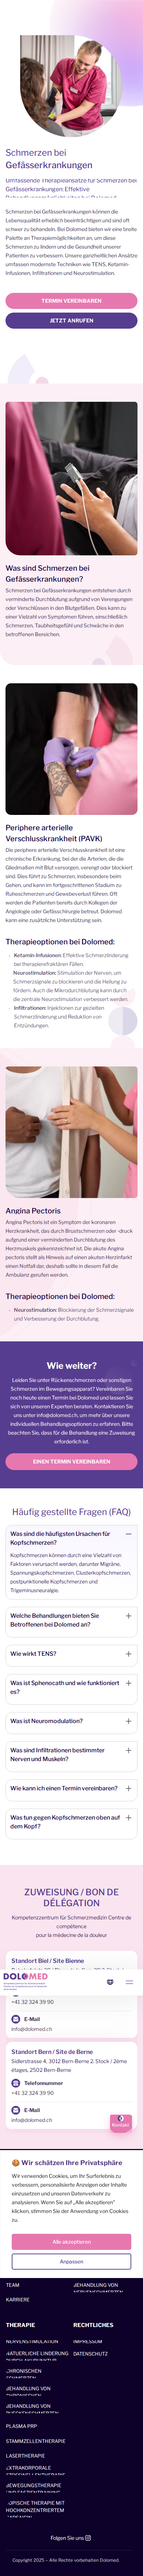 Schmerzen bei
Gefässerkrankungen
Umfassende Therapieansätze für Schmerzen bei
Gefässerkrankungen: Effektive
Schmerzen bei Gefässerkrankungen können die
Lebensqualität erheblich beeinträchtigen und sind oft
schwer zu behandeln. Bei Dolomed bieten wir eine breite
Palette an Therapiemöglichkeiten an, um diese
Schmerzen zu lindern und die Gesundheit unserer
Patienten zu verbessern. Unsere ganzheitlichen Ansätze
umfassen modernste Techniken wie TENS, Ketamin-
Infusionen, Infiltrationen und Neurostimulation.
TERMIN VEREINBAREN
JETZT ANRUFEN
Was sind Schmerzen bei
Gefässerkrankungen?
Schmerzen bei Gefässerkrankungen entstehen durch
verminderte Durchblutung aufgrund von Verengungen
oder Verschlüssen in den Blutgefäßen. Dies kann zu
einer Vielzahl von Symptomen führen, einschließlich
Schmerzen, Taubheitsgefühl und Schwäche in den
betroffenen Bereichen.
Periphere arterielle
Verschlusskrankheit (PAVK)
Die periphere arterielle Verschlusskrankheit ist eine
chronische Erkrankung, bei der die Arterien, die die
Gliedmaßen mit Blut versorgen, verengt oder blockiert
sind. Dies führt zu Schmerzen, insbesondere beim
Gehen, und kann im fortgeschrittenen Stadium zu
Ruheschmerzen und Gewebeverlust führen. Oft
werden die Patienten bereits durch Kollegen der
Angiologie oder Gefässchirurgie betreut. Dolomed
kann eine zusätzliche Unterstützung sein.
Therapieoptionen bei Dolomed:
Ketamin-Infusionen: Effektive Schmerzlinderung
bei therapierefraktären Fällen.
Neurostimulation: Stimulation der Nerven, um
Schmerzsignale zu blockieren und die Heilung zu
fördern. Auch die Mikrodurchblutung kann durch
die zentrale Neurostimulation verbessert werden.
Infiltrationen: Injektionen zur gezielten
Schmerzlinderung und Reduktion von
Entzündungen.
Angina Pectoris
Angina Pectoris ist ein Symptom der koronaren
Herzkrankheit, das durch Brustschmerzen oder -druck
aufgrund einer verminderten Durchblutung des
Herzmuskels gekennzeichnet ist. Die akute Angina
pectoris stellt als Hinweis auf einen akuten Herzinfarkt
einen Notfall dar, deshalb sollte in diesem Fall die
Ambulanz gerufen werden.
Therapieoptionen bei Dolomed:
Neurostimulation: Blockierung der Schmerzsignale
und Verbesserung der Durchblutung.
Wie weiter?
Leiden Sie unter Rückenschmerzen oder sonstigen
Schmerzen im Bewegungsapparat? Vereinbaren Sie
noch heute einen Termin bei Dolomed und lassen Sie
sich von unseren Experten beraten. Kontaktieren Sie
uns unter info@dolomed.ch, um mehr über unsere
individuellen Behandlungsoptionen zu erfahren. Bitte
beachten Sie, dass für die Behandlung eine Zuweisung
erforderlich ist.
EINEN TERMIN VEREINBAREN
Häufig gestellte Fragen (FAQ)
Was sind die häufigsten Ursachen für
Kopfschmerzen?
Kopfschmerzen können durch eine Vielzahl von
Faktoren verursacht werden, darunter Migräne,
Spannungskopfschmerzen, Clusterkopfschmerzen,
postpunktionelle Kopfschmerzen und
Trigeminusneuralgie.
Welche Behandlungen bieten Sie
Betroffenen bei Dolomed an?
Wie wirkt TENS?
Was ist Sphenocath und wie funktioniert
es?
Was ist Neuromodulation?
Was sind Infiltrationen bestimmter
Nerven und Muskeln?
Wie kann ich einen Termin vereinbaren?
Was tun gegen Kopfschmerzen oben auf
dem Kopf?
ZUWEISUNG / BON DE
DÉLÉGATION
Kompetenzzentrum für Schmerzmedizin Centre de
compétence
pour la médecine de la douleur
Standort Biel / Site Bienne
DOLOMED
+41 32 324 39 90
E-Mail
info@dolomed.ch
Standort Bern / Site de Berne
Südlerstrasse 4, 3012 Bern-Berne 2. Stock / 2ème
étages, 2502 Bern-Berne
Telefonnummer
+41 32 324 39 90
E-Mail
info@dolomed.ch
Kontakt
🍪 Wir schätzen Ihre Privatsphäre
Wir verwenden Cookies, um Ihr Surferlebnis zu
verbessern, personalisierte Anzeigen oder Inhalte
bereitzustellen und unseren Datenverkehr zu
analysieren. Wenn Sie auf „Alle akzeptieren"
klicken, stimmen Sie der Verwendung von Cookies
zu.
Alle akzeptieren
Anpassen
TEAM
BEHANDLUNG VON
KARRIERE
THERAPIE
RECHTLICHES
NERVENSTIMULATION
IMPRESSUM
NATÜERLICHE LINDERUNG
DATENSCHUTZ
CHRONISCHEN
BEHANDLUNG VON
BEHANDLUNG VON
PLASMA PRP
STAMMZELLENTHERAPIE
LASERTHERAPIE
EXTRAKORPORALE
BEWEGUNGSTHERAPIE
TOPISCHE THERAPIE MIT
HOCHKONZENTRIERTEM
Folgen Sie uns
Copyright 2025 – Alle Rechte vorbehalten Dolomed.